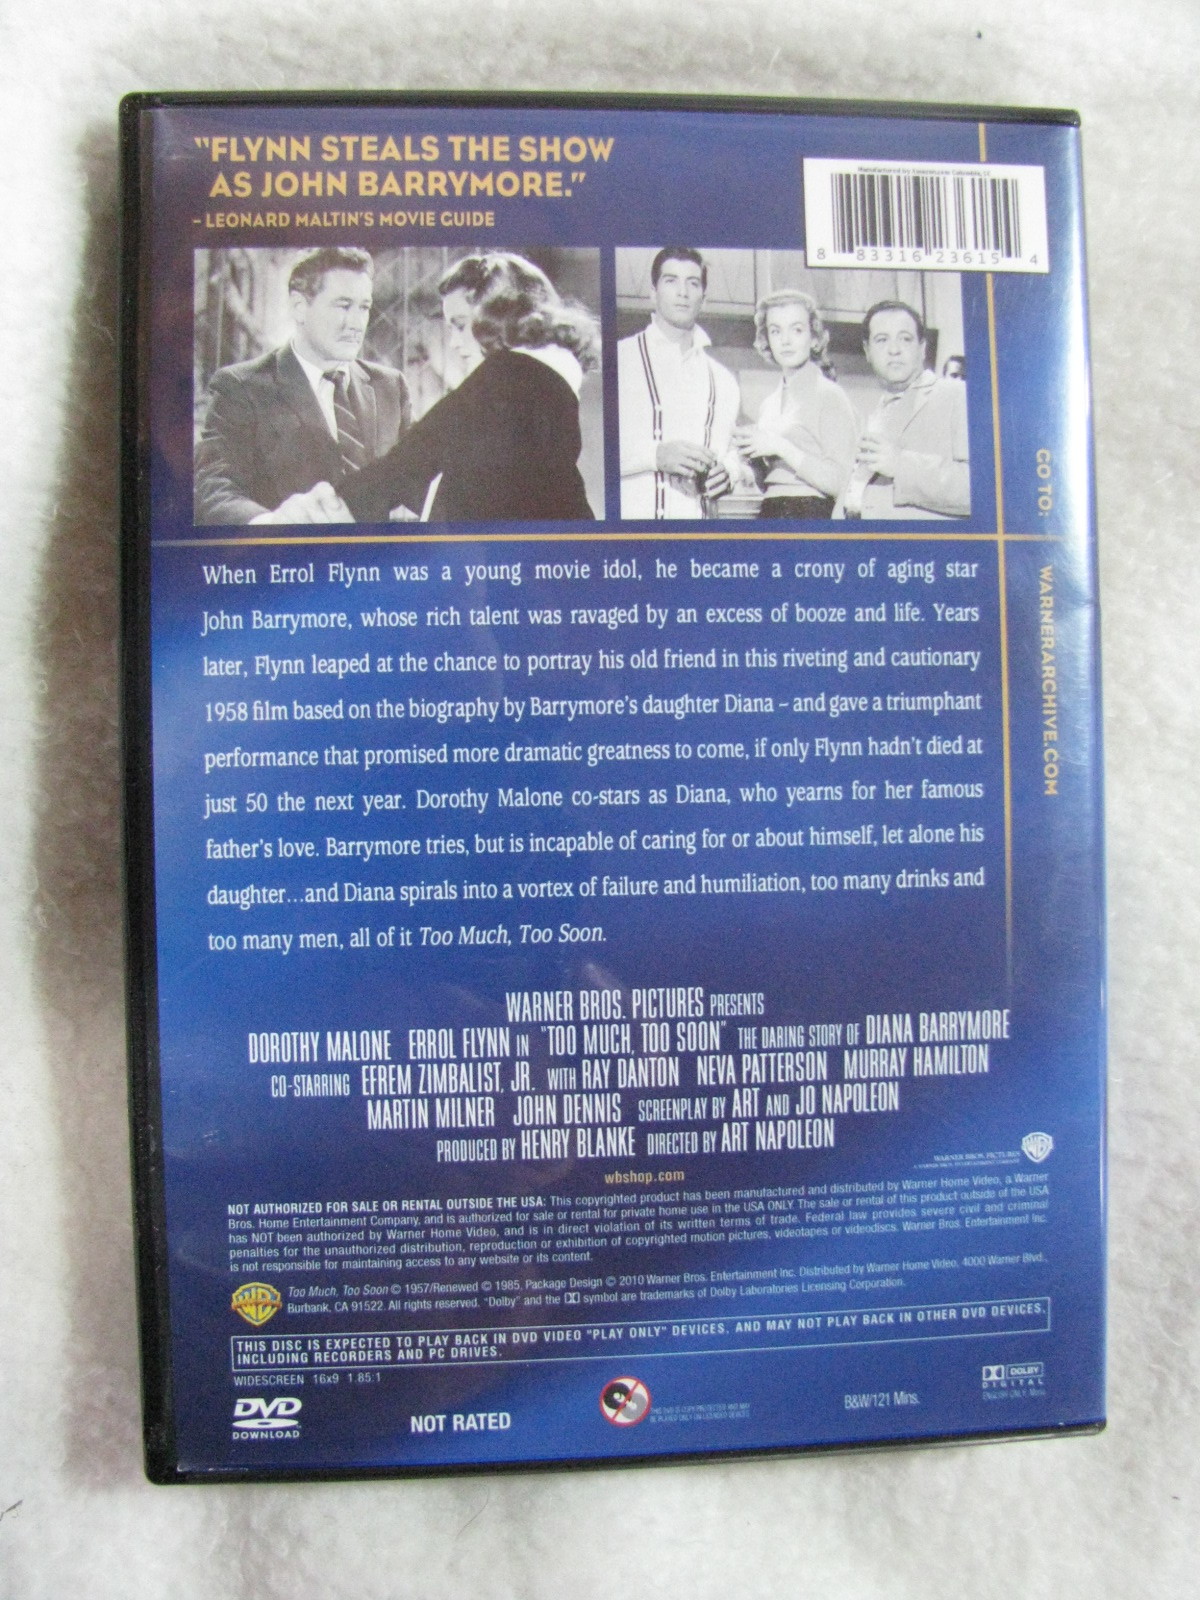 "FLYNN STEALS THE SHOW
AS JOHN BARRYMORE."
– LEONARD MALTIN'S MOVIE GUIDE
8 83316 23615 4
GO TO: WARNERARCHIVE.COM
When Errol Flynn was a young movie idol, he became a crony of aging star
John Barrymore, whose rich talent was ravaged by an excess of booze and life. Years
later, Flynn leaped at the chance to portray his old friend in this riveting and cautionary
1958 film based on the biography by Barrymore's daughter Diana – and gave a triumphant
performance that promised more dramatic greatness to come, if only Flynn hadn't died at
just 50 the next year. Dorothy Malone co-stars as Diana, who yearns for her famous
father's love. Barrymore tries, but is incapable of caring for or about himself, let alone his
daughter...and Diana spirals into a vortex of failure and humiliation, too many drinks and
too many men, all of it Too Much, Too Soon.
WARNER BROS. PICTURES PRESENTS
DOROTHY MALONE ERROL FLYNN IN "TOO MUCH, TOO SOON" THE DARING STORY OF DIANA BARRYMORE
CO-STARRING EFREM ZIMBALIST, JR. WITH RAY DANTON NEVA PATTERSON MURRAY HAMILTON
MARTIN MILNER JOHN DENNIS SCREENPLAY BY ART AND JO NAPOLEON
PRODUCED BY HENRY BLANKE DIRECTED BY ART NAPOLEON
WARNER BROS. PICTURES
wbshop.com
NOT AUTHORIZED FOR SALE OR RENTAL OUTSIDE THE USA: This copyrighted product has been manufactured and distributed by Warner Home Video, a Warner
Bros. Home Entertainment Company, and is authorized for sale or rental for private home use in the USA ONLY. The sale or rental of this product outside of the USA
has NOT been authorized by Warner Home Video, and is in direct violation of its written terms of trade. Federal law provides severe civil and criminal
penalties for the unauthorized distribution, reproduction or exhibition of copyrighted motion pictures, videotapes or videodiscs. Warner Bros. Entertainment Inc.
is not responsible for maintaining access to any website or its content.
Too Much, Too Soon © 1957/Renewed © 1985. Package Design © 2010 Warner Bros. Entertainment Inc. Distributed by Warner Home Video, 4000 Warner Blvd.,
Burbank, CA 91522. All rights reserved. "Dolby" and the DD symbol are trademarks of Dolby Laboratories Licensing Corporation.
THIS DISC IS EXPECTED TO PLAY BACK IN DVD VIDEO "PLAY ONLY" DEVICES, AND MAY NOT PLAY BACK IN OTHER DVD DEVICES,
INCLUDING RECORDERS AND PC DRIVES.
WIDESCREEN 16x9 1.85:1
DVD
DOWNLOAD
NOT RATED
THIS DVD IS COPY PROTECTED AND MAY
BE PLAYED ONLY ON LICENSED DEVICES
B&W/121 Mins.
DOLBY
DIGITAL